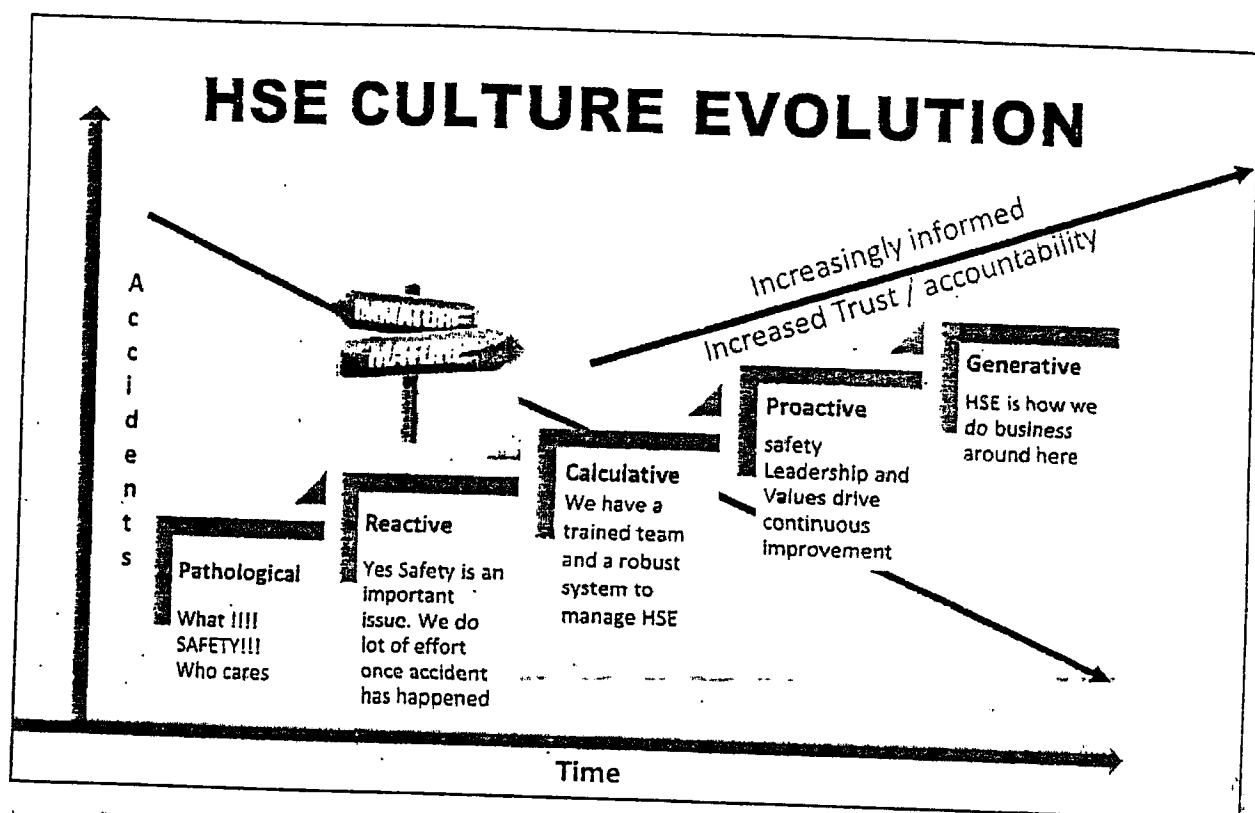 HSE CULTURE EVOLUTION
Accidents
IMMATURE
MATURE
Increasingly informed
Increased Trust / accountability
Pathological
What !!!!
SAFETY!!!
Who cares
Reactive
Yes Safety is an
important
issue. We do
lot of effort
once accident
has happened
Calculative
We have a
trained team
and a robust
system to
manage HSE
Proactive
safety
Leadership and
Values drive
continuous
improvement
Generative
HSE is how we
do business
around here
Time